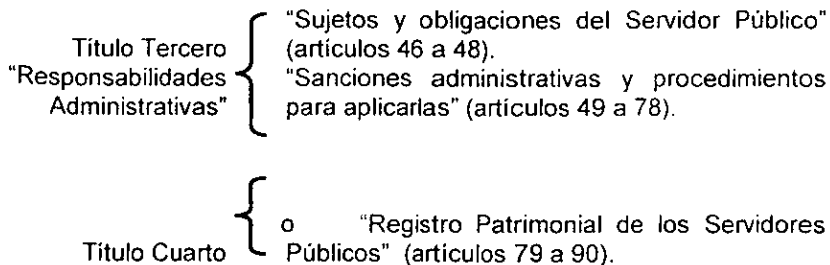 Título Tercero
"Responsabilidades
Administrativas"
"Sujetos y obligaciones del Servidor Público"
(artículos 46 a 48).
"Sanciones administrativas y procedimientos
para aplicarlas" (artículos 49 a 78).
Título Cuarto
o "Registro Patrimonial de los Servidores
Públicos" (artículos 79 a 90).